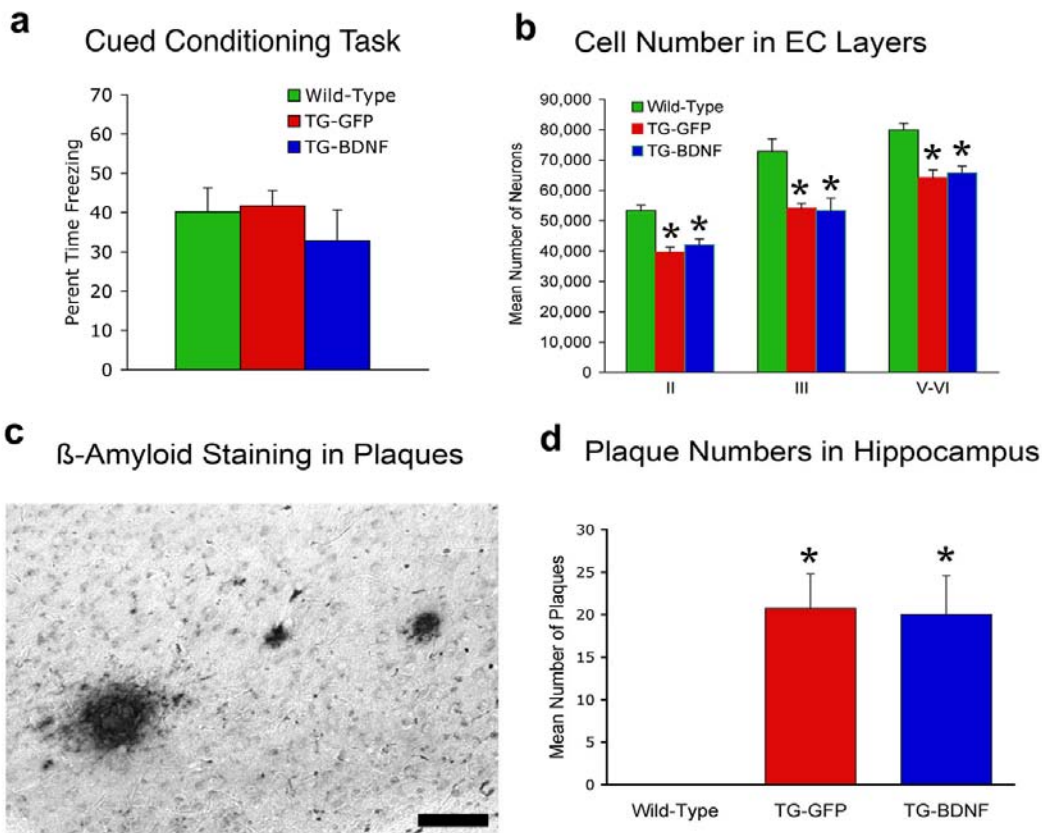 a
Cued Conditioning Task
Wild-Type
TG-GFP
TG-BDNF
Perent Time Freezing
70
60
50
40
30
20
10
0
b
Cell Number in EC Layers
Wild-Type
TG-GFP
TG-BDNF
Mean Number of Neurons
90,000
80,000
70,000
60,000
50,000
40,000
30,000
20,000
10,000
0
* * * * * *
II III V-VI
c
ß-Amyloid Staining in Plaques
d
Plaque Numbers in Hippocampus
Mean Number of Plaques
30
25
20
15
10
5
0
* *
Wild-Type TG-GFP TG-BDNF